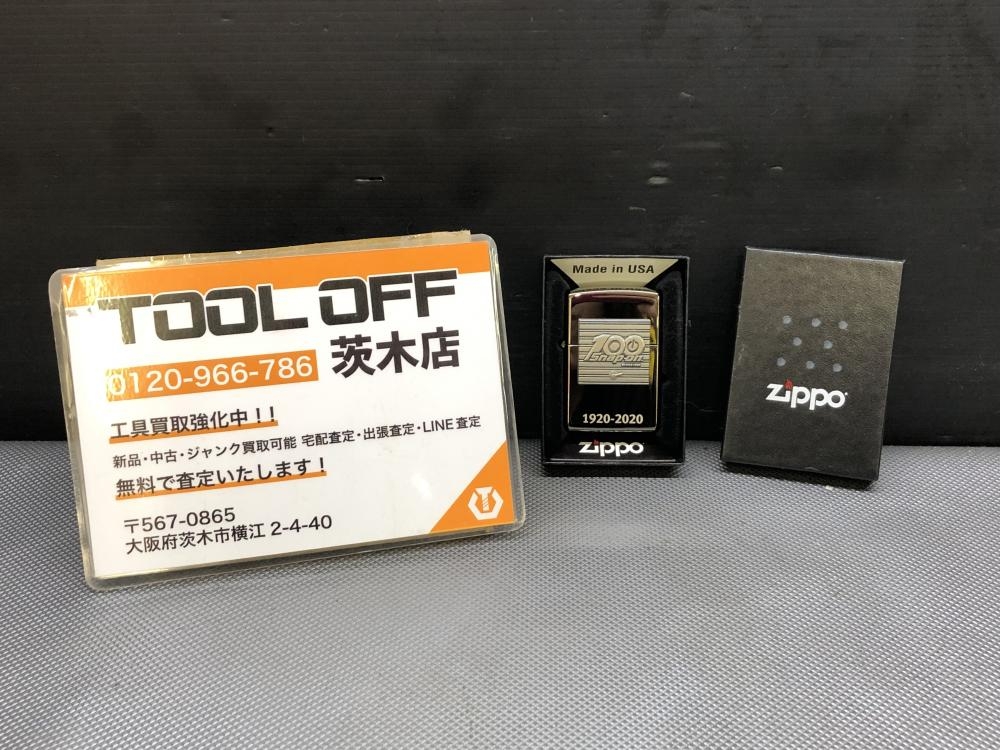 TOOL OFF
0120-966-786 茨木店
工具買取強化中！！
新品・中古・ジャンク買取可能 宅配査定・出張査定・LINE査定
無料で査定いたします！
〒567-0865
大阪府茨木市横江 2-4-40
Made in USA
100
Snap-on
1920-2020
Zippo
Zippo